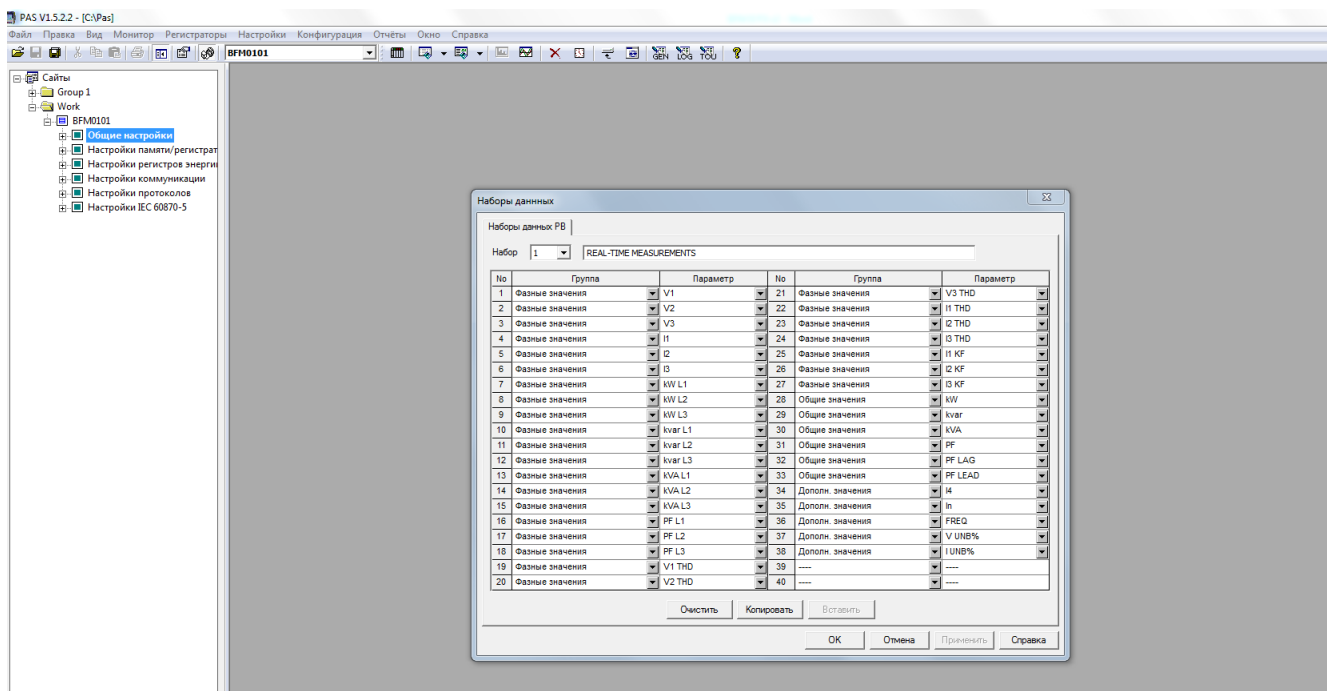 PAS V1.5.2.2 - [C:\Pas]
Файл Правка Вид Монитор Регистраторы Настройки Конфигурация Отчёты Окно Справка
BFM0101
GEN LOG TOU
Сайты
Group 1
Work
BFM0101
Общие настройки
Настройки памяти/регистрат
Настройки регистров энерги
Настройки коммуникации
Настройки протоколов
Настройки IEC 60870-5
Наборы даннных
Наборы данных РВ
Набор 1 REAL-TIME MEASUREMENTS
No Группа Параметр No Группа Параметр
1 Фазные значения V1 21 Фазные значения V3 THD
2 Фазные значения V2 22 Фазные значения I1 THD
3 Фазные значения V3 23 Фазные значения I2 THD
4 Фазные значения I1 24 Фазные значения I3 THD
5 Фазные значения I2 25 Фазные значения I1 KF
6 Фазные значения I3 26 Фазные значения I2 KF
7 Фазные значения kW L1 27 Фазные значения I3 KF
8 Фазные значения kW L2 28 Общие значения kW
9 Фазные значения kW L3 29 Общие значения kvar
10 Фазные значения kvar L1 30 Общие значения kVA
11 Фазные значения kvar L2 31 Общие значения PF
12 Фазные значения kvar L3 32 Общие значения PF LAG
13 Фазные значения kVA L1 33 Общие значения PF LEAD
14 Фазные значения kVA L2 34 Дополн. значения I4
15 Фазные значения kVA L3 35 Дополн. значения In
16 Фазные значения PF L1 36 Дополн. значения FREQ
17 Фазные значения PF L2 37 Дополн. значения V UNB%
18 Фазные значения PF L3 38 Дополн. значения I UNB%
19 Фазные значения V1 THD 39 ---- ----
20 Фазные значения V2 THD 40 ---- ----
Очистить Копировать Вставить
OK Отмена Применить Справка